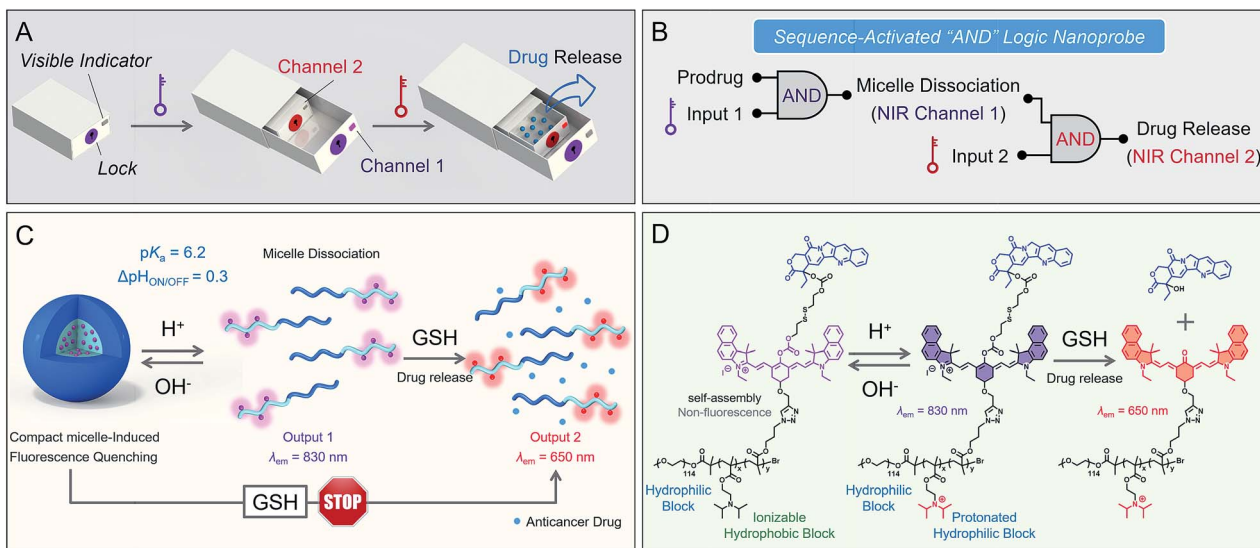 A
Visible Indicator
Lock
Channel 2
Channel 1
Drug Release
B
Sequence-Activated “AND” Logic Nanoprobe
Prodrug
Input 1
AND
Micelle Dissociation
(NIR Channel 1)
Input 2
AND
Drug Release
(NIR Channel 2)
C
pKa = 6.2
ΔpHON/OFF = 0.3
Micelle Dissociation
H+
OH-
GSH
Drug release
Compact micelle-Induced
Fluorescence Quenching
Output 1
λem = 830 nm
Output 2
λem = 650 nm
GSH
STOP
Anticancer Drug
D
H+
OH-
GSH
Drug release
self-assembly
Non-fluorescence
λem = 830 nm
λem = 650 nm
Hydrophilic
Block
Ionizable
Hydrophobic Block
Hydrophilic
Block
Protonated
Hydrophilic Block